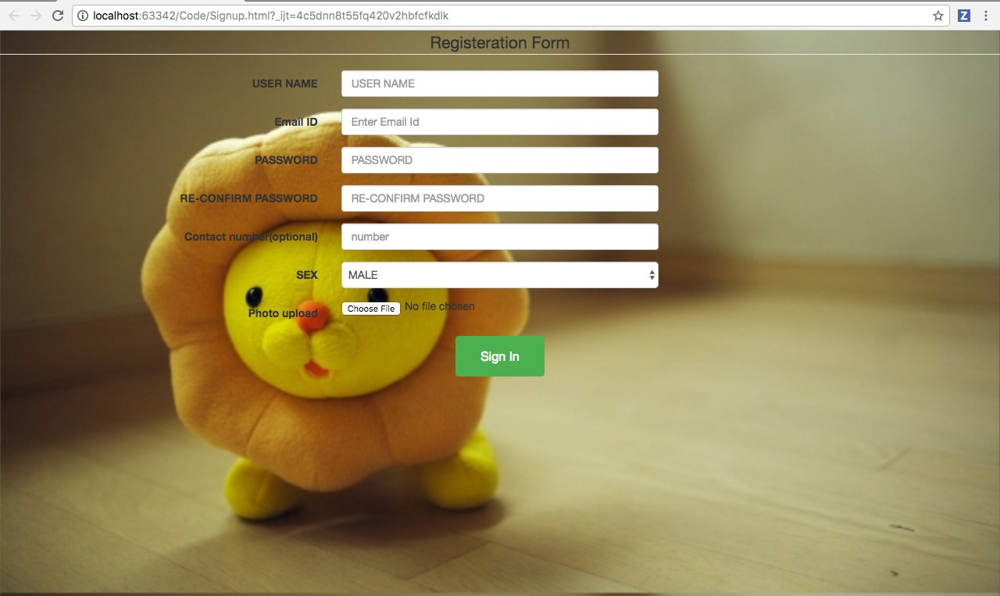 localhost:63342/Code/Signup.html?_ijt=4c5dnn8t55fq420v2hbfcfkdlk
Z
Registeration Form
USER NAME USER NAME
Email ID Enter Email Id
PASSWORD PASSWORD
RE-CONFIRM PASSWORD RE-CONFIRM PASSWORD
Contact number(optional) number
SEX MALE
Photo upload Choose File No file chosen
Sign In